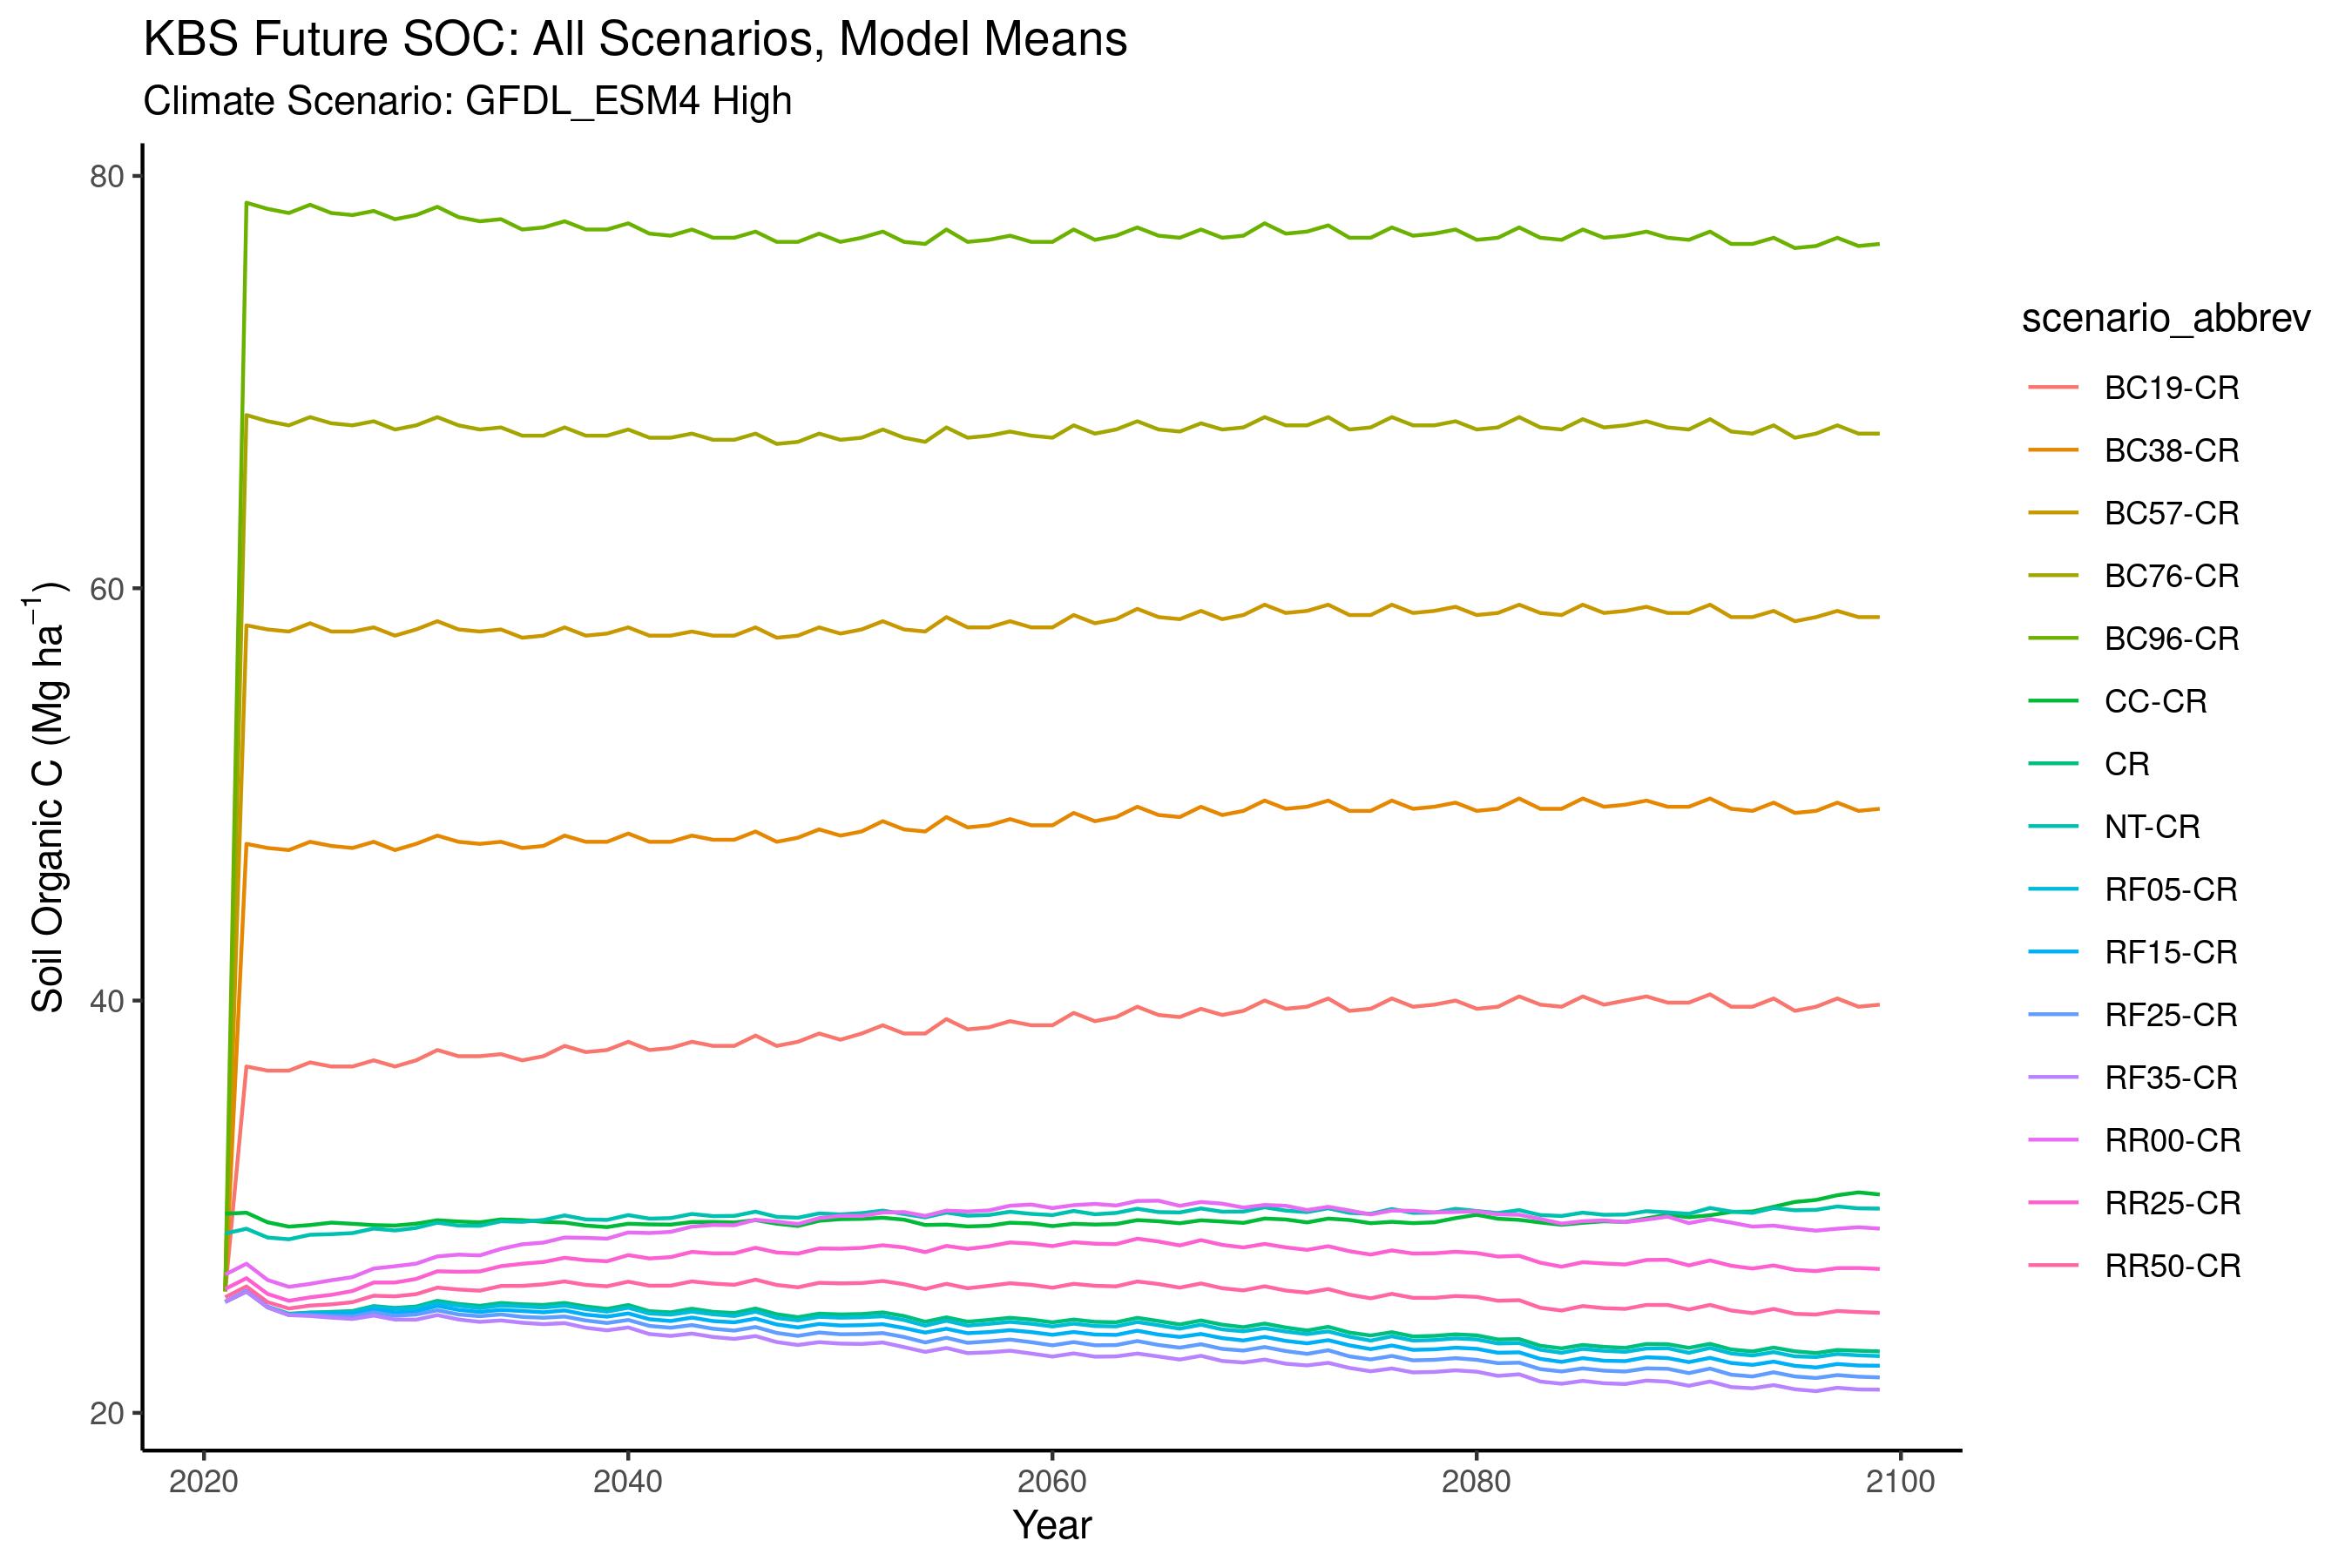 KBS Future SOC: All Scenarios, Model Means
Climate Scenario: GFDL_ESM4 High
80
60
40
20
Soil Organic C (Mg ha⁻¹)
2020
2040
2060
2080
2100
Year
scenario_abbrev
BC19-CR
BC38-CR
BC57-CR
BC76-CR
BC96-CR
CC-CR
CR
NT-CR
RF05-CR
RF15-CR
RF25-CR
RF35-CR
RR00-CR
RR25-CR
RR50-CR